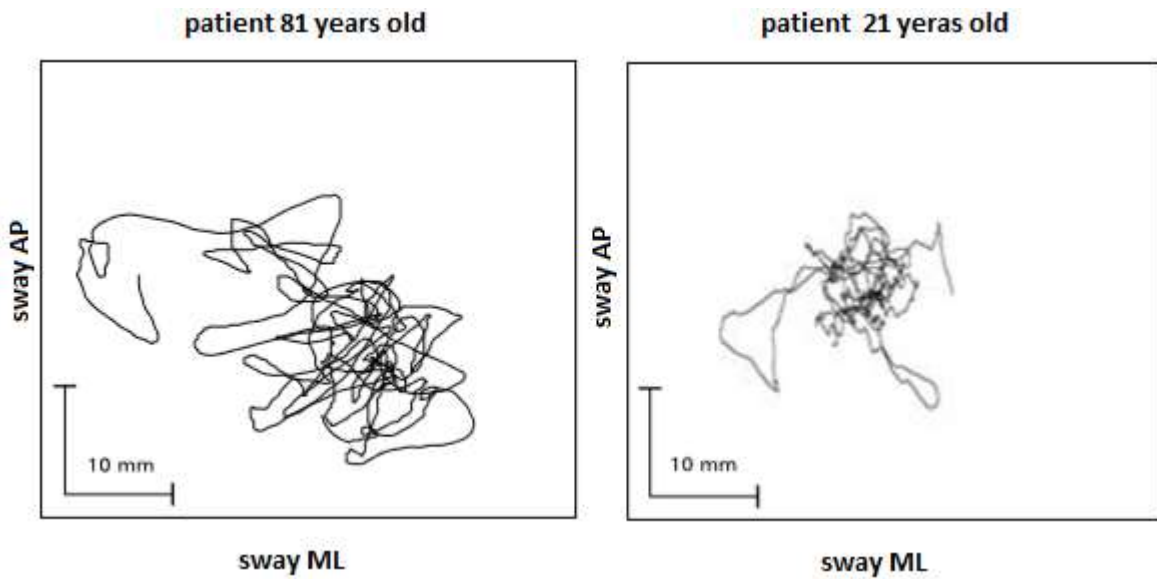 patient 81 years old
patient 21 yeras old
sway AP
10 mm
sway ML
sway AP
10 mm
sway ML